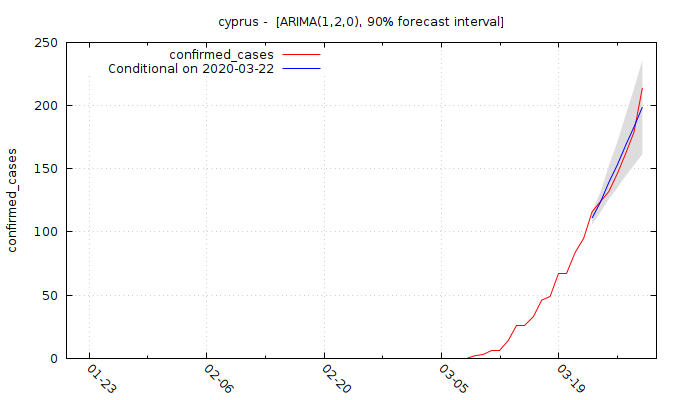 cyprus -  [ARIMA(1,2,0), 90% forecast interval]
confirmed_cases
Conditional on 2020-03-22
confirmed_cases
250
200
150
100
50
0
01-23
02-06
02-20
03-05
03-19